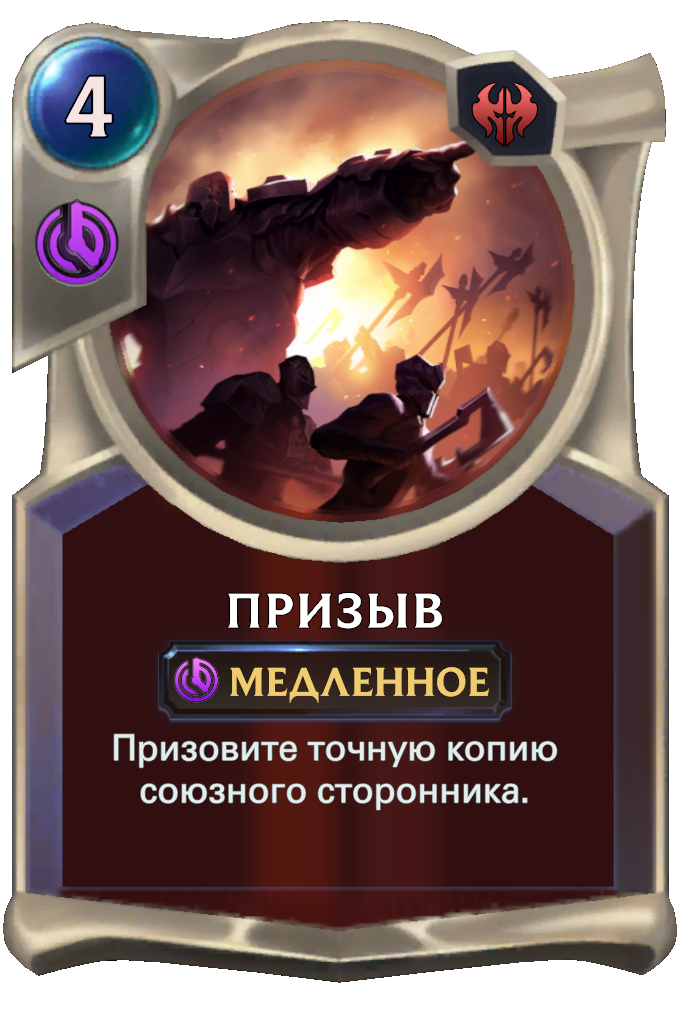 4
ПРИЗЫВ
МЕДЛЕННОЕ
Призовите точную копию
союзного сторонника.